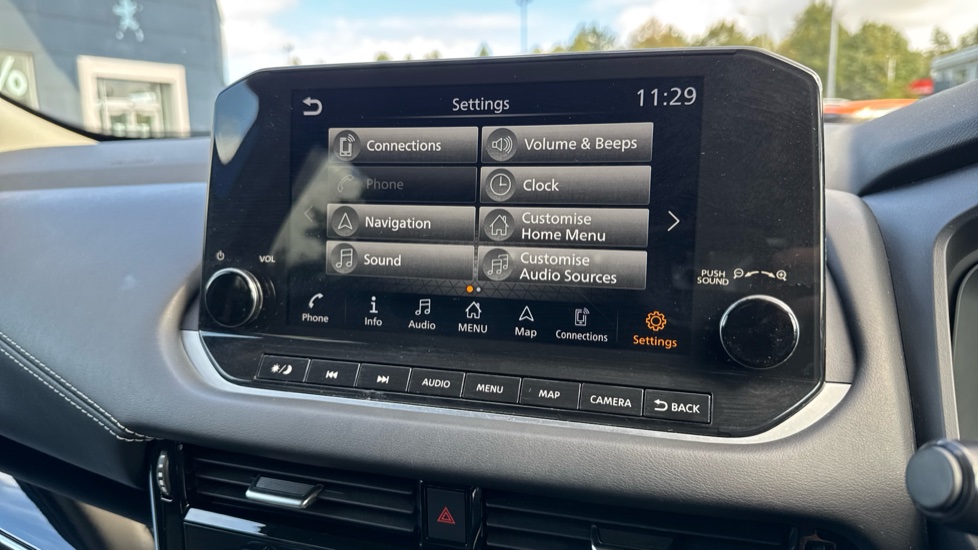 %
Settings
11:29
Connections
Volume & Beeps
Phone
Clock
Navigation
Customise
Home Menu
Sound
Customise
Audio Sources
VOL
PUSH
SOUND
Phone
Info
Audio
MENU
Map
Connections
Settings
AUDIO
MENU
MAP
CAMERA
BACK